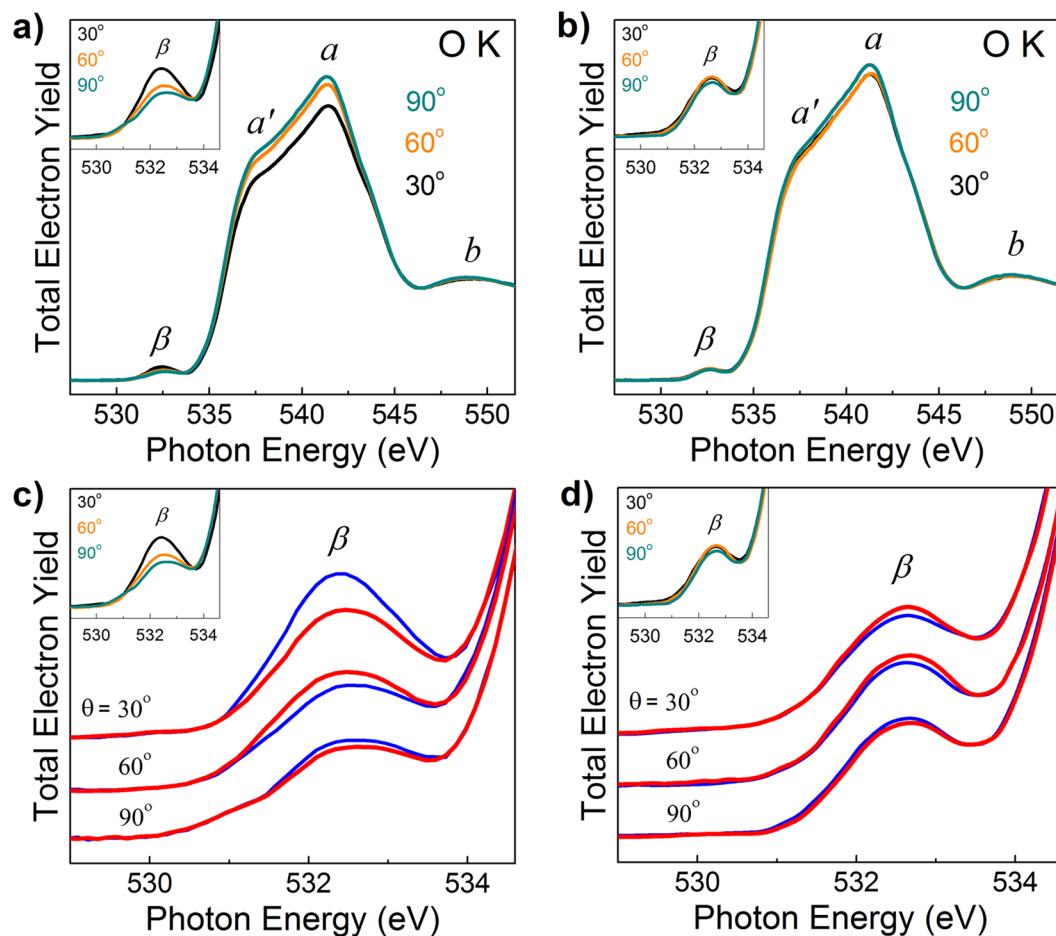 a)
30°
60°
90°
β
530 532 534
a
a'
O K
90°
60°
30°
b
β
Total Electron Yield
530 535 540 545 550
Photon Energy (eV)
b)
30°
60°
90°
β
530 532 534
a
a'
O K
90°
60°
30°
b
β
Total Electron Yield
530 535 540 545 550
Photon Energy (eV)
c)
30°
60°
90°
β
530 532 534
β
θ = 30°
60°
90°
Total Electron Yield
530 532 534
Photon Energy (eV)
d)
30°
60°
90°
β
530 532 534
β
θ = 30°
60°
90°
Total Electron Yield
530 532 534
Photon Energy (eV)